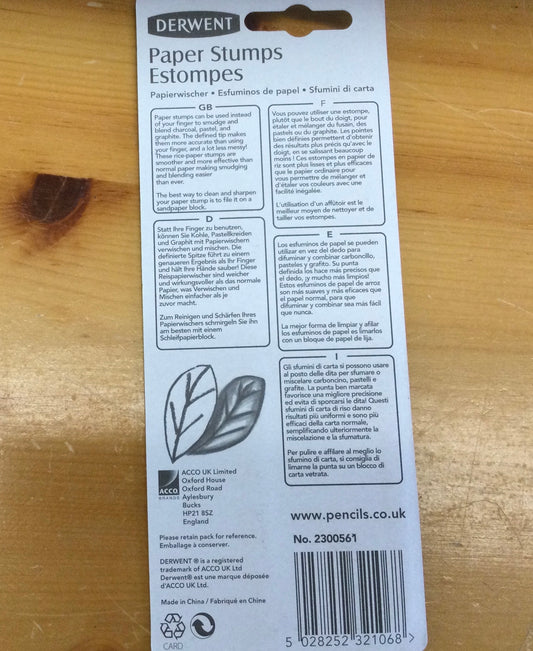 DERWENT
Paper Stumps
Estompes
Papierwischer • Esfuminos de papel • Sfumini di carta
GB
Paper stumps can be used instead
of your finger to smudge and
blend charcoal, pastel, and
graphite. The defined tip makes
them more accurate than using
your finger, and a lot less messy!
These rice-paper stumps are
smoother and more effective than
normal paper making smudging
and blending easier
than ever.
The best way to clean and sharpen
your paper stump is to file it on a
sandpaper block.
F
Vous pouvez utiliser une estompe,
plutôt que le bout du doigt, pour
étaler et mélanger du fusain, des
pastels ou du graphite. Les pointes
bien définies permettent d'obtenir
des résultats plus précis qu'avec le
doigt, on se salissant beaucoup
moins ! Ces estompes en papier de
riz sont plus lisses et plus efficaces
que le papier ordinaire pour
vous permettre de mélanger et
d'étaler vos couleurs avec une
facilité inégalée.
L'utilisation d'un affûtoir est le
meilleur moyen de nettoyer et de
tailler vos estompes.
D
Statt Ihre Finger zu benutzen,
können Sie Kohle, Pastellkreiden
und Graphit mit Papierwischern
verwischen und mischen. Die
definierte Spitze führt zu einem
genaueren Ergebnis als Ihr Finger
und hält Ihre Hände sauber! Diese
Reispapierwischer sind weicher
und wirkungsvoller als das normale
Papier, was Verwischen und
Mischen einfacher als je
zuvor macht.
Zum Reinigen und Schärfen Ihres
Papierwischers schmirgeln Sie ihn
am besten mit einem
Schleifpapierblock.
E
Los esfuminos de papel se pueden
utilizar en vez del dedo para
difuminar y combinar carboncillo,
pasteles y grafito. Su punta
definida los hace más precisos que
el dedo, ¡y mucho más limpios!
Estos esfuminos de papel de arroz
son más suaves y más eficaces que
el papel normal, para que
difuminar y combinar sea más fácil
que nunca.
La mejor forma de limpiar y afilar
los esfuminos de papel es limarlos
con un bloque de papel de lija.
I
Gli sfumini di carta si possono usare
al posto delle dita per sfumare o
miscelare carboncino, pastelli e
grafite. La punta ben marcata
favorisce una migliore precisione
ed evita di sporcarsi le dita! Questi
sfumini di carta di riso danno
risultati più uniformi e sono più
efficaci della carta normale,
semplificando ulteriormente la
miscelazione e la sfumatura.
Per pulire e affilare al meglio lo
sfumino di carta, si consiglia di
limarne la punta su un blocco di
carta vetrata.
ACCO
BRANDS
ACCO UK Limited
Oxford House
Oxford Road
Aylesbury
Bucks
HP21 8SZ
England
www.pencils.co.uk
Please retain pack for reference.
Emballage à conserver.
No. 2300561
DERWENT ® is a registered
trademark of ACCO UK Ltd
Derwent® est une marque déposée
d'ACCO UK Ltd.
Made in China / Fabriqué en Chine
CARD
5 028252 321068 >